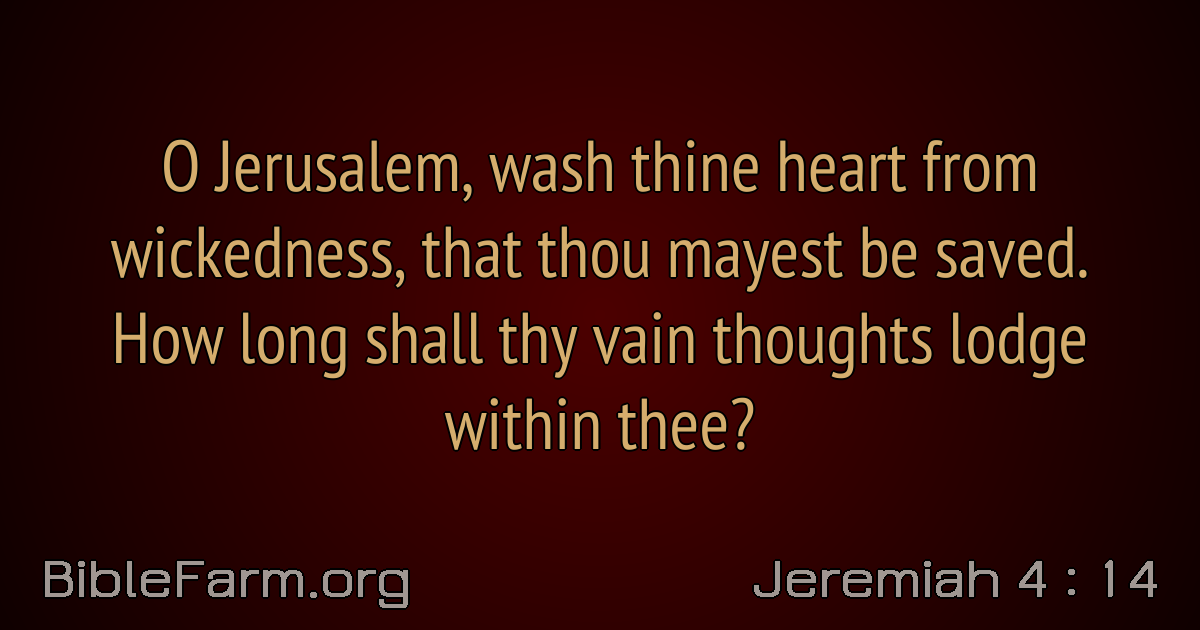 O Jerusalem, wash thine heart from
wickedness, that thou mayest be saved.
How long shall thy vain thoughts lodge
within thee?
BibleFarm.org
Jeremiah 4 : 14